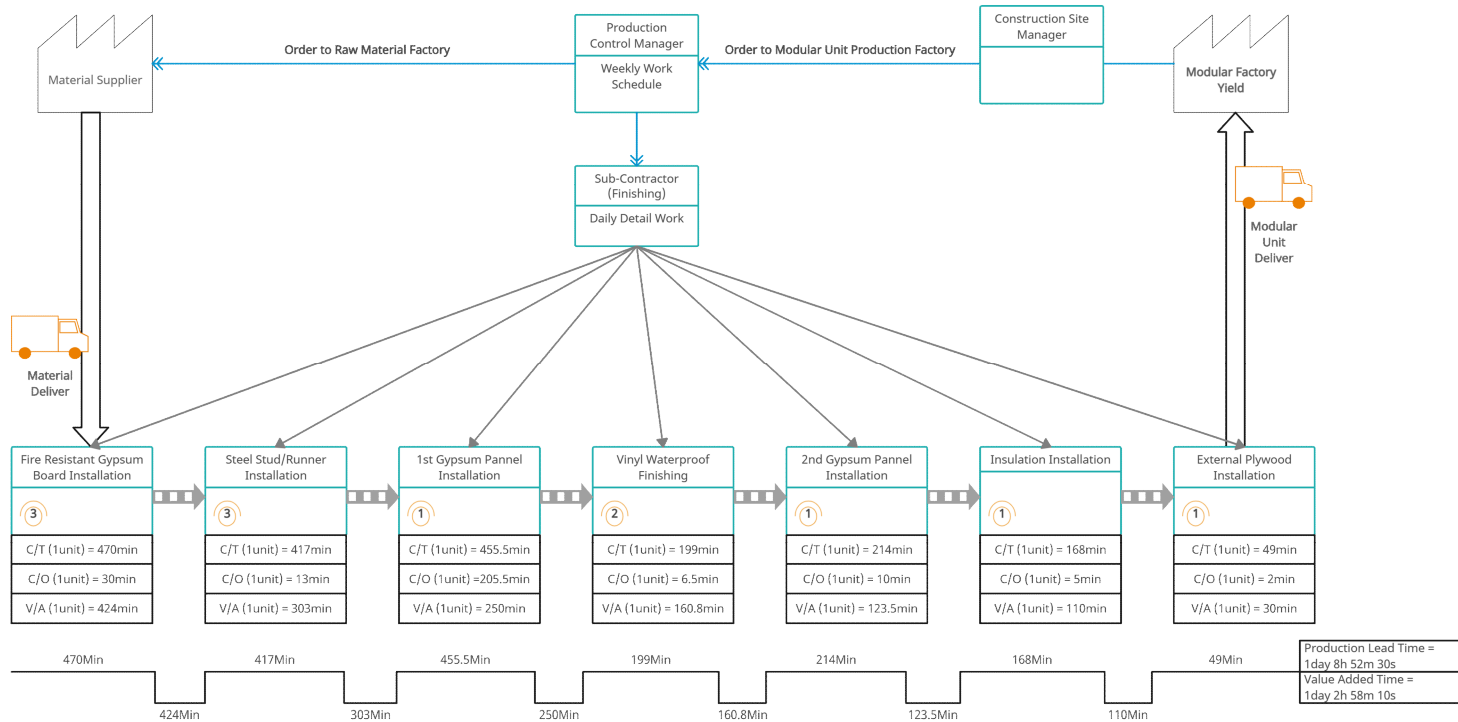 Material Supplier
Order to Raw Material Factory
Production
Control Manager
Weekly Work
Schedule
Order to Modular Unit Production Factory
Construction Site
Manager
Modular Factory
Yield
Sub-Contractor
(Finishing)
Daily Detail Work
Modular
Unit
Deliver
Material
Deliver
Fire Resistant Gypsum
Board Installation
3
C/T (1unit) = 470min
C/O (1unit) = 30min
V/A (1unit) = 424min
Steel Stud/Runner
Installation
3
C/T (1unit) = 417min
C/O (1unit) = 13min
V/A (1unit) = 303min
1st Gypsum Pannel
Installation
1
C/T (1unit) = 455.5min
C/O (1unit) =205.5min
V/A (1unit) = 250min
Vinyl Waterproof
Finishing
2
C/T (1unit) = 199min
C/O (1unit) = 6.5min
V/A (1unit) = 160.8min
2nd Gypsum Pannel
Installation
1
C/T (1unit) = 214min
C/O (1unit) = 10min
V/A (1unit) = 123.5min
Insulation Installation
1
C/T (1unit) = 168min
C/O (1unit) = 5min
V/A (1unit) = 110min
External Plywood
Installation
1
C/T (1unit) = 49min
C/O (1unit) = 2min
V/A (1unit) = 30min
470Min
417Min
455.5Min
199Min
214Min
168Min
49Min
424Min
303Min
250Min
160.8Min
123.5Min
110Min
Production Lead Time =
1day 8h 52m 30s
Value Added Time =
1day 2h 58m 10s